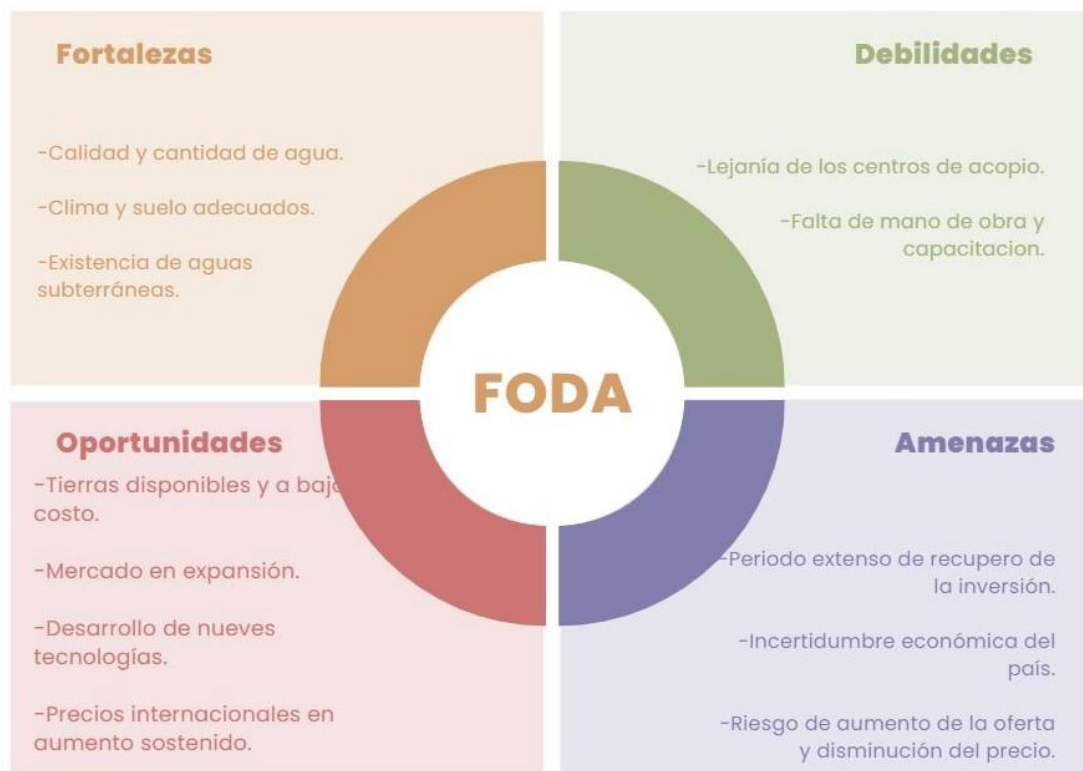 Fortalezas
-Calidad y cantidad de agua.
-Clima y suelo adecuados.
-Existencia de aguas
subterráneas.
Debilidades
-Lejanía de los centros de acopio.
-Falta de mano de obra y
capacitacion.
FODA
Oportunidades
-Tierras disponibles y a bajo
costo.
-Mercado en expansión.
-Desarrollo de nuevas
tecnologías.
-Precios internacionales en
aumento sostenido.
Amenazas
-Periodo extenso de recupero de
la inversión.
-Incertidumbre económica del
país.
-Riesgo de aumento de la oferta
y disminución del precio.